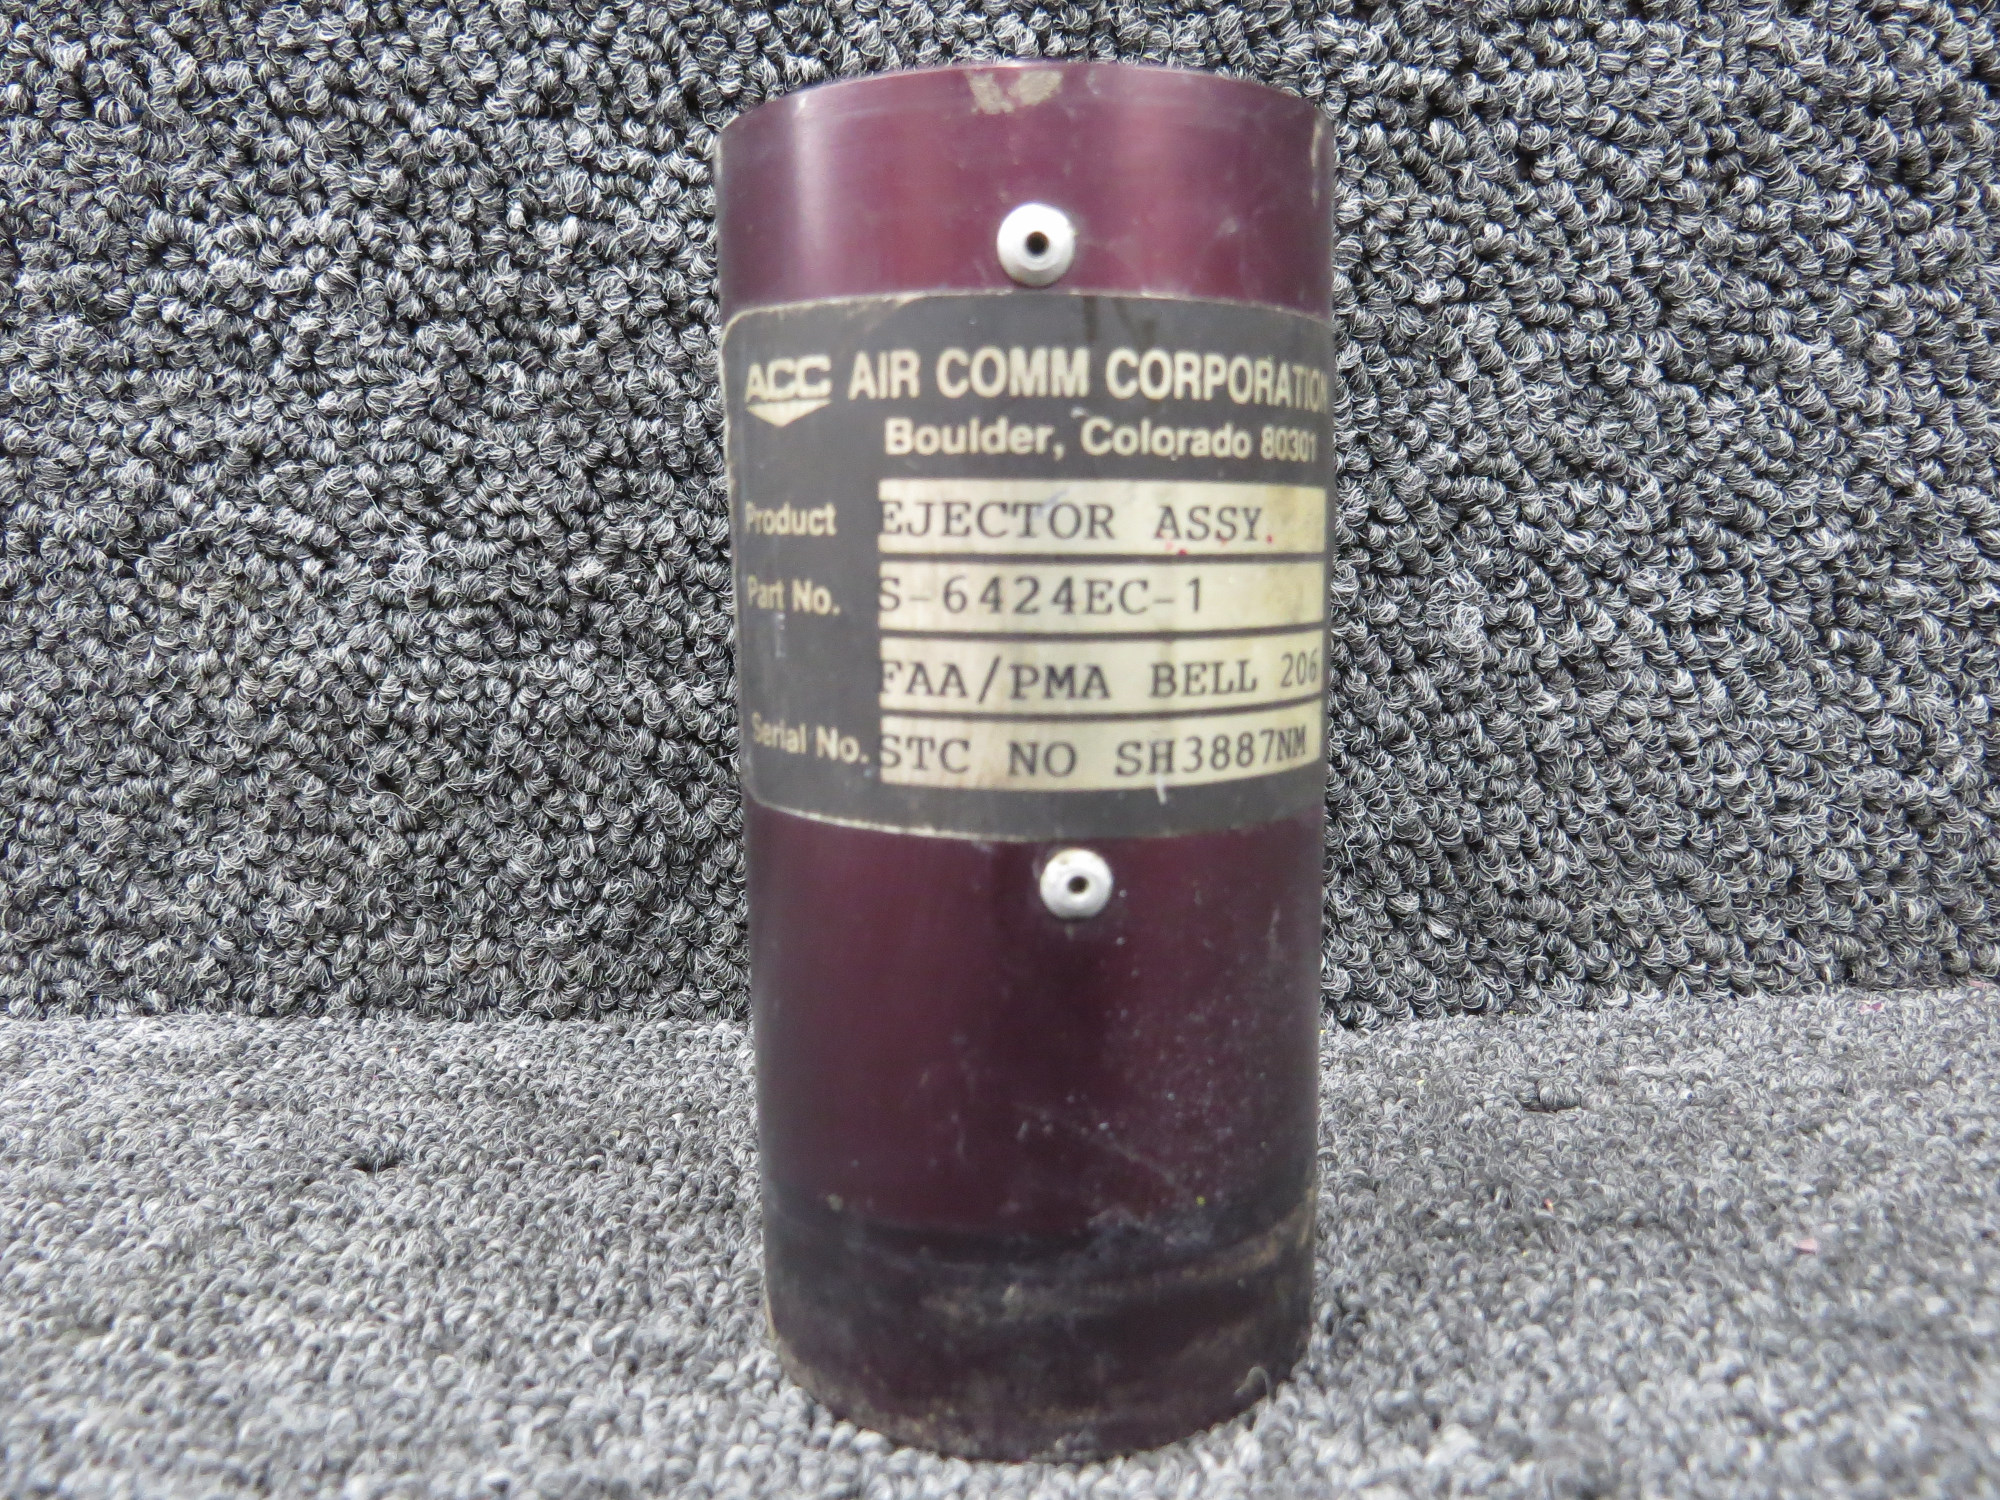 ACC AIR COMM CORPORATION
Boulder, Colorado 80301
Product EJECTOR ASSY.
Part No. S-6424EC-1
FAA/PMA BELL 206
Serial No. STC NO SH3887NM